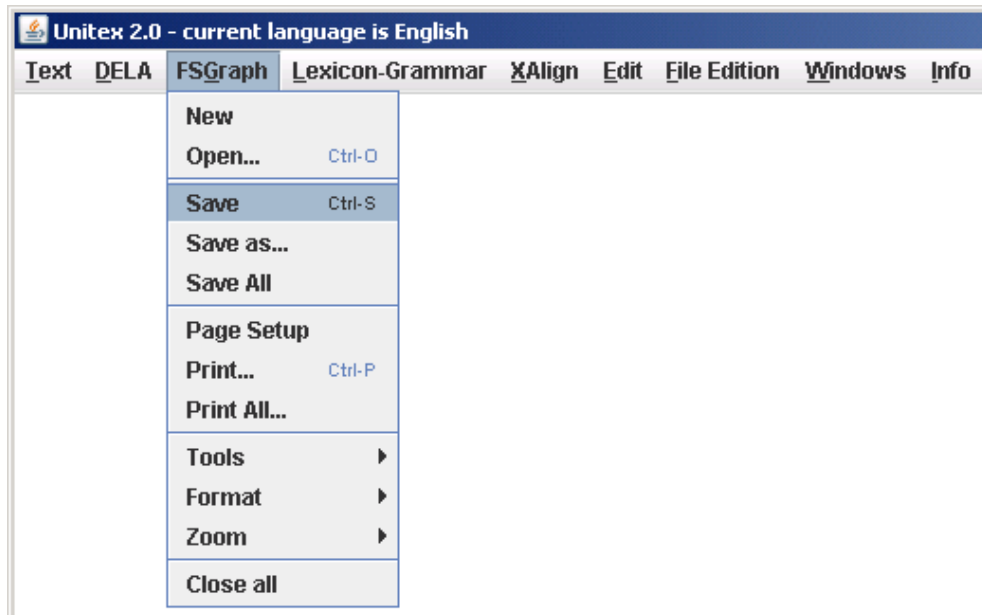 Unitex 2.0 - current language is English
Text DELA FSGraph Lexicon-Grammar XAlign Edit File Edition Windows Info
New
Open... Ctrl-O
Save Ctrl-S
Save as...
Save All
Page Setup
Print... Ctrl-P
Print All...
Tools
Format
Zoom
Close all